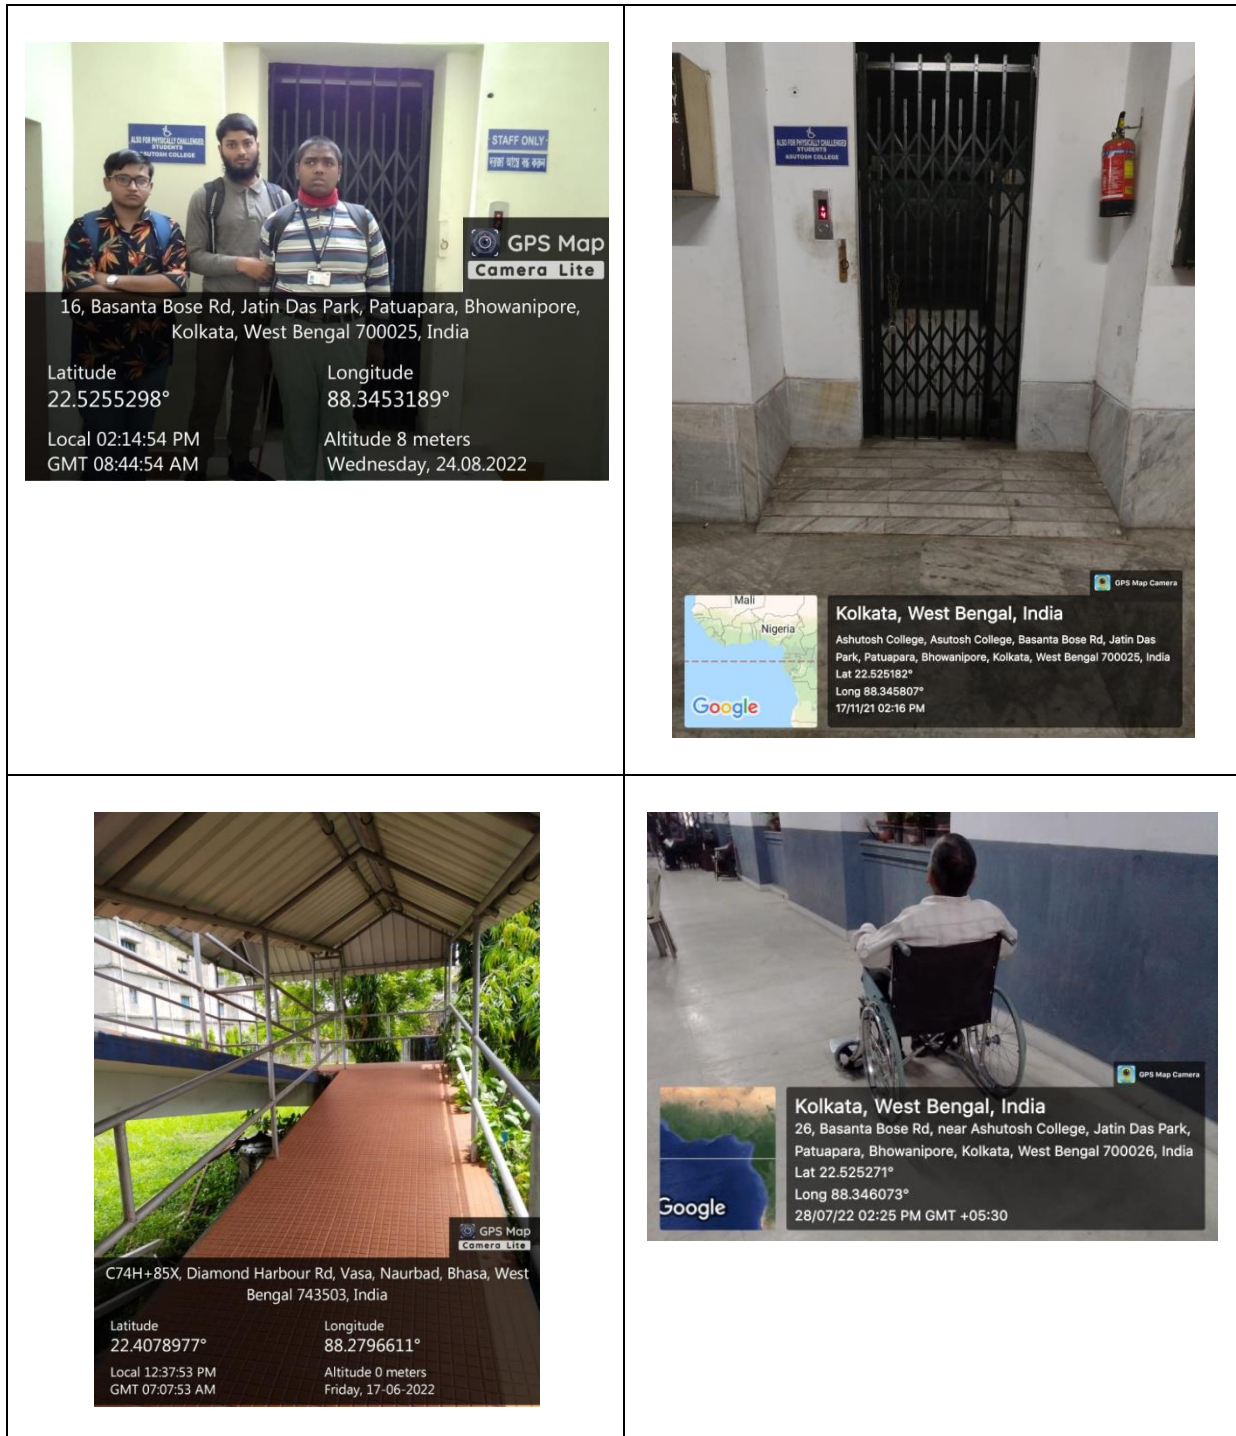 ALSO FOR PHYSICALLY CHALLENGED
STUDENTS
ASUTOSH COLLEGE
STAFF ONLY
দরজা আস্তে বন্ধ করুন
GPS Map
Camera Lite
16, Basanta Bose Rd, Jatin Das Park, Patuapara, Bhowanipore,
Kolkata, West Bengal 700025, India
Latitude
22.5255298°
Longitude
88.3453189°
Local 02:14:54 PM
GMT 08:44:54 AM
Altitude 8 meters
Wednesday, 24.08.2022
ALSO FOR PHYSICALLY CHALLENGED
STUDENTS
ASUTOSH COLLEGE
GPS Map Camera
Mali
Nigeria
Google
Kolkata, West Bengal, India
Ashutosh College, Asutosh College, Basanta Bose Rd, Jatin Das
Park, Patuapara, Bhowanipore, Kolkata, West Bengal 700025, India
Lat 22.525182°
Long 88.345807°
17/11/21 02:16 PM
GPS Map
Camera Lite
C74H+85X, Diamond Harbour Rd, Vasa, Naurbad, Bhasa, West
Bengal 743503, India
Latitude
22.4078977°
Longitude
88.2796611°
Local 12:37:53 PM
GMT 07:07:53 AM
Altitude 0 meters
Friday, 17-06-2022
GPS Map Camera
Google
Kolkata, West Bengal, India
26, Basanta Bose Rd, near Ashutosh College, Jatin Das Park,
Patuapara, Bhowanipore, Kolkata, West Bengal 700026, India
Lat 22.525271°
Long 88.346073°
28/07/22 02:25 PM GMT +05:30